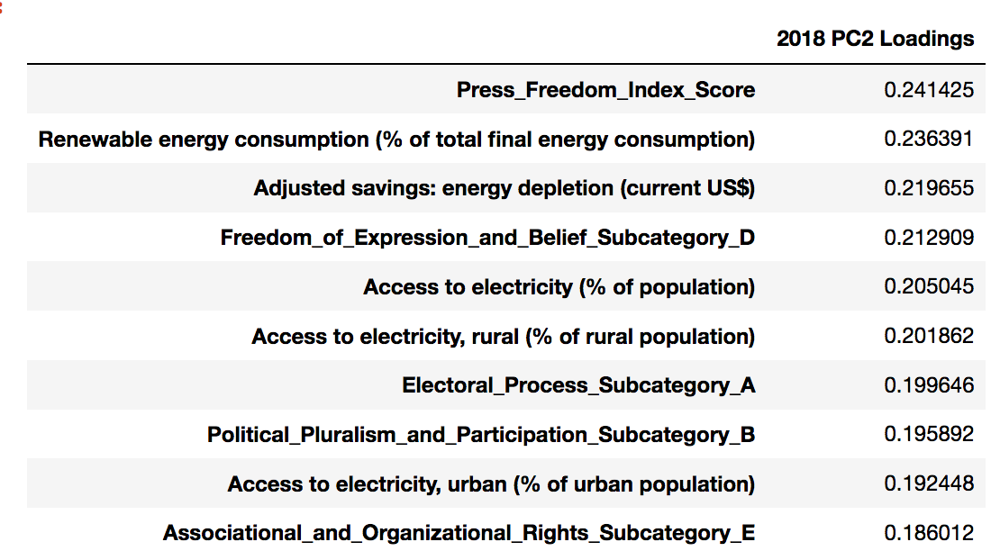 2018 PC2 Loadings
Press_Freedom_Index_Score 0.241425
Renewable energy consumption (% of total final energy consumption) 0.236391
Adjusted savings: energy depletion (current US$) 0.219655
Freedom_of_Expression_and_Belief_Subcategory_D 0.212909
Access to electricity (% of population) 0.205045
Access to electricity, rural (% of rural population) 0.201862
Electoral_Process_Subcategory_A 0.199646
Political_Pluralism_and_Participation_Subcategory_B 0.195892
Access to electricity, urban (% of urban population) 0.192448
Associational_and_Organizational_Rights_Subcategory_E 0.186012